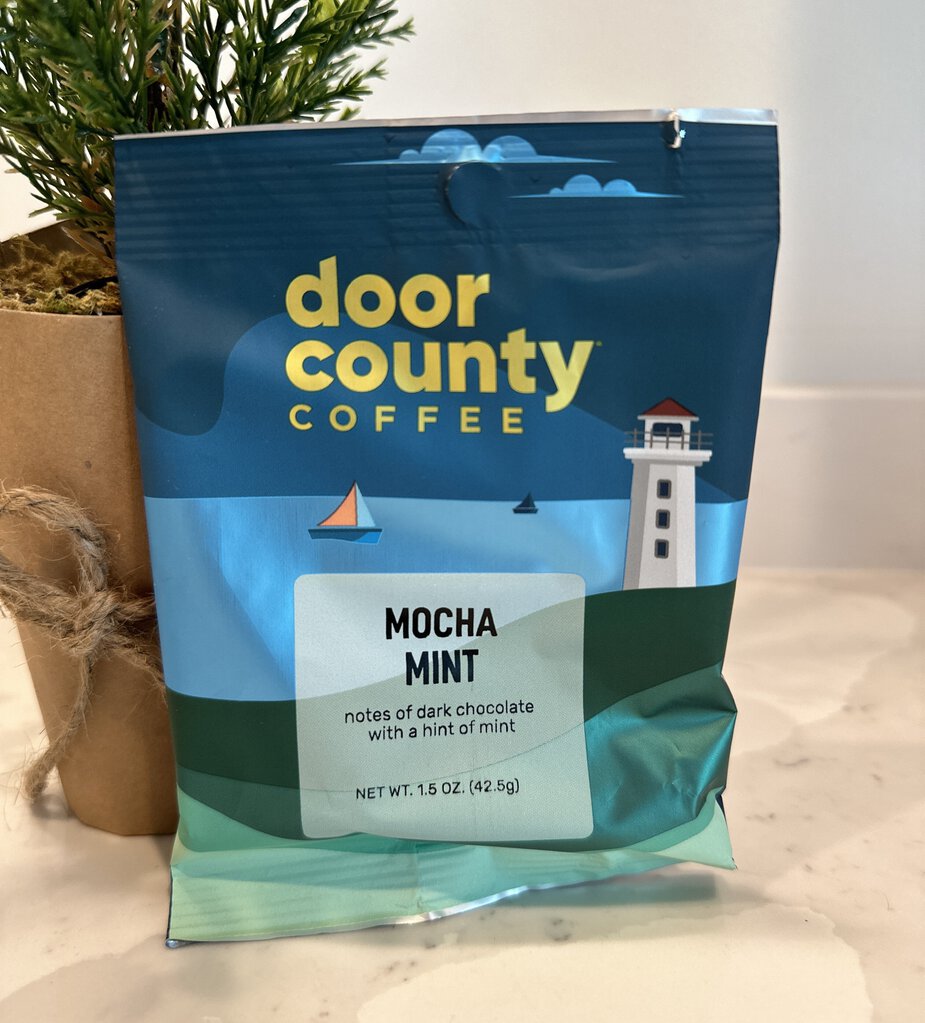 door
county
COFFEE
MOCHA
MINT
notes of dark chocolate
with a hint of mint
NET WT. 1.5 OZ. (42.5g)